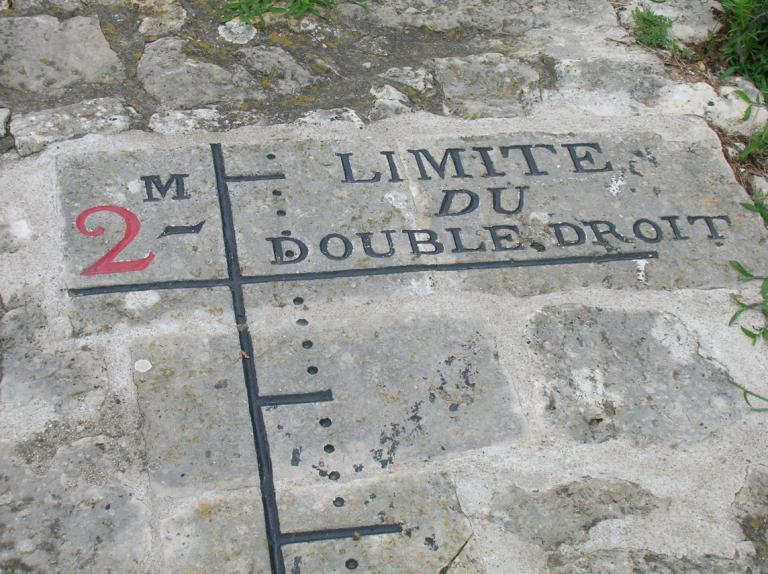 M
2 -
LIMITE
DU
DOUBLE DROIT